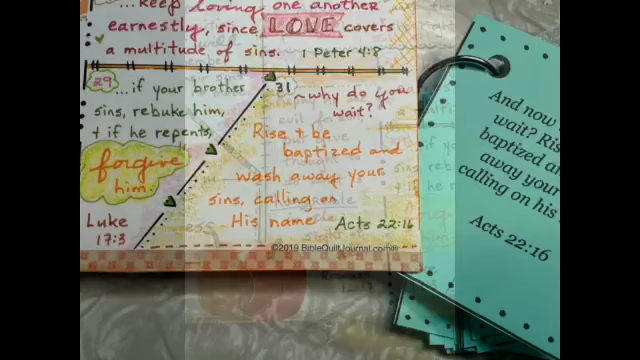 ...keep loving one another
earnestly, since LOVE covers
a multitude of sins. 1 Peter 4:8
29 ...if your brother
sins, rebuke him,
+ if he repents,
forgive
him.
Luke
17:3
31
~why do you
wait?
Rise + be
baptized and
wash away your
sins, calling on
His name Acts 22:16
©2019 BibleQuiltJournal.com
And now
wait? Ris
baptized an
away your
calling on his
Acts 22:16